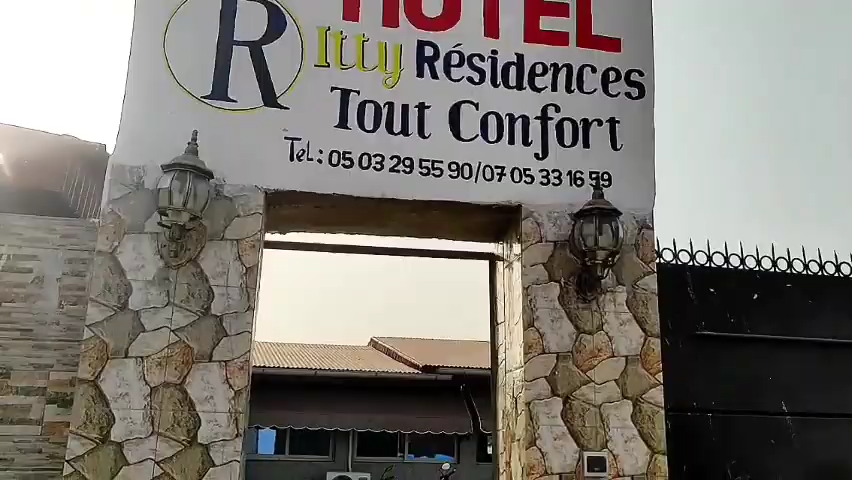 HOTEL
R Itty Résidences
Tout Confort
Tel: 05 03 29 55 90/07 05 33 16 59